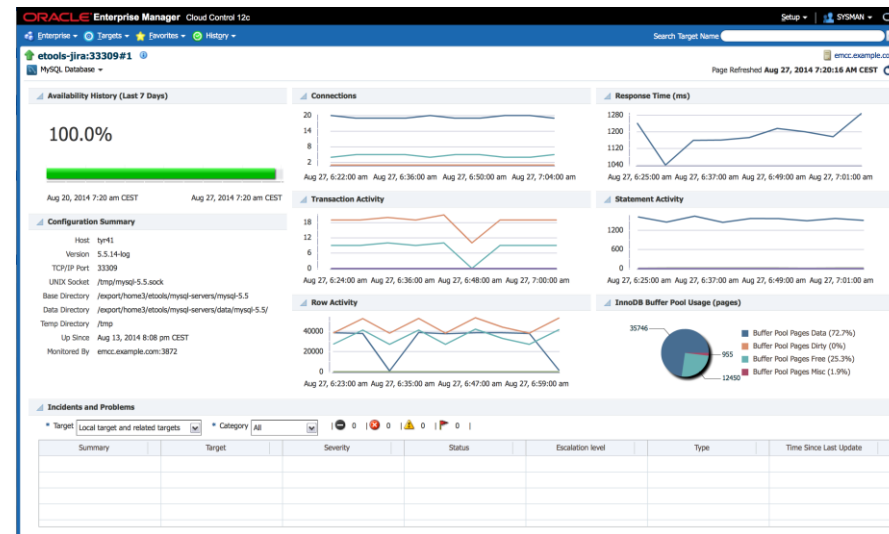 ORACLE Enterprise Manager Cloud Control 12c
Setup SYSMAN
Enterprise Targets Favorites History Search Target Name
etools-jira:33309#1
emcc.example.co
MySQL Database
Page Refreshed Aug 27, 2014 7:20:16 AM CEST
Availability History (Last 7 Days)
100.0%
Aug 20, 2014 7:20 am CEST Aug 27, 2014 7:20 am CEST
Configuration Summary
Host tyr41
Version 5.5.14-log
TCP/IP Port 33309
UNIX Socket /tmp/mysql-5.5.sock
Base Directory /export/home3/etools/mysql-servers/mysql-5.5
Data Directory /export/home3/etools/mysql-servers/data/mysql-5.5/
Temp Directory /tmp
Up Since Aug 13, 2014 8:08 pm CEST
Monitored By emcc.example.com:3872
Connections
20
14
8
2
Aug 27, 6:22:00 am Aug 27, 6:36:00 am Aug 27, 6:50:00 am Aug 27, 7:04:00 am
Transaction Activity
18
12
6
0
Aug 27, 6:24:00 am Aug 27, 6:36:00 am Aug 27, 6:48:00 am Aug 27, 7:00:00 am
Row Activity
40000
20000
0
Aug 27, 6:23:00 am Aug 27, 6:35:00 am Aug 27, 6:47:00 am Aug 27, 6:59:00 am
Response Time (ms)
1280
1200
1120
1040
Aug 27, 6:25:00 am Aug 27, 6:37:00 am Aug 27, 6:49:00 am Aug 27, 7:01:00 am
Statement Activity
1200
600
0
Aug 27, 6:25:00 am Aug 27, 6:37:00 am Aug 27, 6:49:00 am Aug 27, 7:01:00 am
InnoDB Buffer Pool Usage (pages)
35746
955
12450
Buffer Pool Pages Data (72.7%)
Buffer Pool Pages Dirty (0%)
Buffer Pool Pages Free (25.3%)
Buffer Pool Pages Misc (1.9%)
Incidents and Problems
* Target Local target and related targets * Category All | 0 | 0 | 0 | 0 |
Summary Target Severity Status Escalation level Type Time Since Last Update